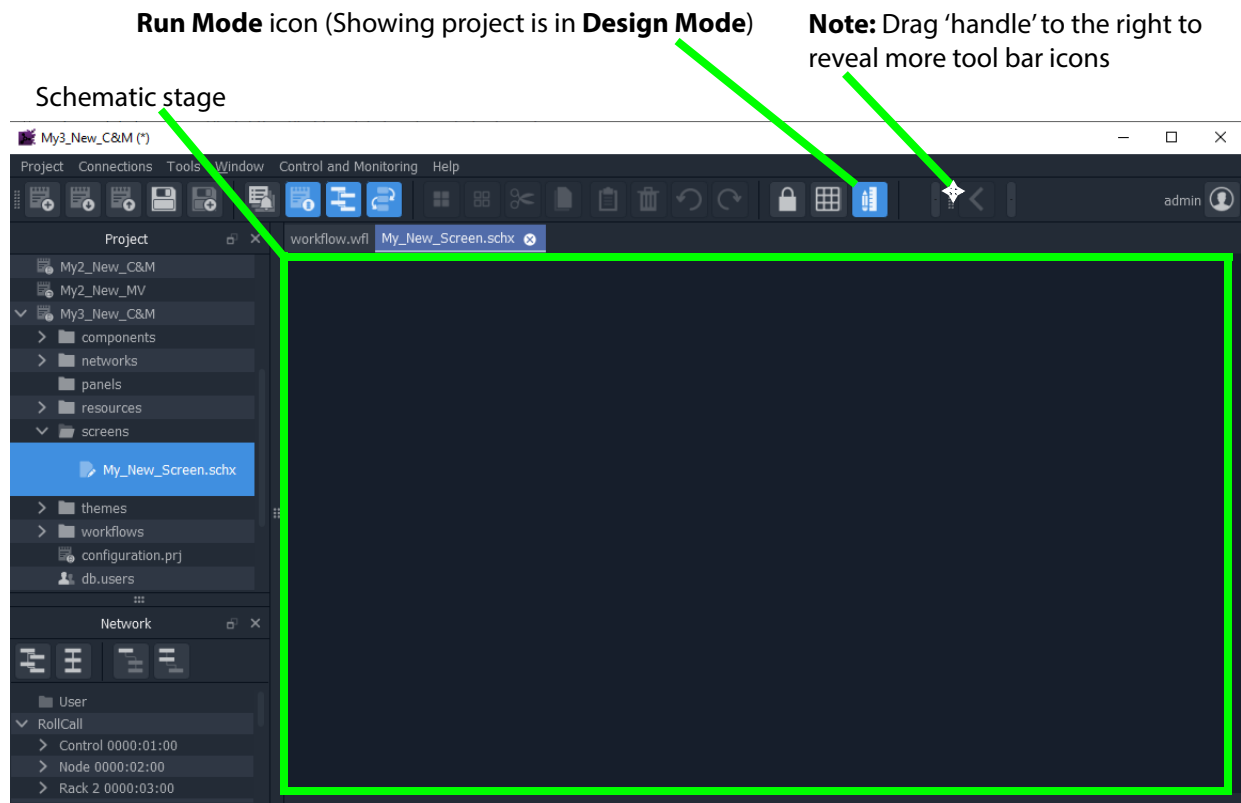 Run Mode icon (Showing project is in Design Mode)
Note: Drag ‘handle’ to the right to
reveal more tool bar icons
Schematic stage
My3_New_C&M (*)
Project Connections Tools Window Control and Monitoring Help
admin
Project
workflow.wfl My_New_Screen.schx
My2_New_C&M
My2_New_MV
My3_New_C&M
components
networks
panels
resources
screens
My_New_Screen.schx
themes
workflows
configuration.prj
db.users
Network
User
RollCall
Control 0000:01:00
Node 0000:02:00
Rack 2 0000:03:00